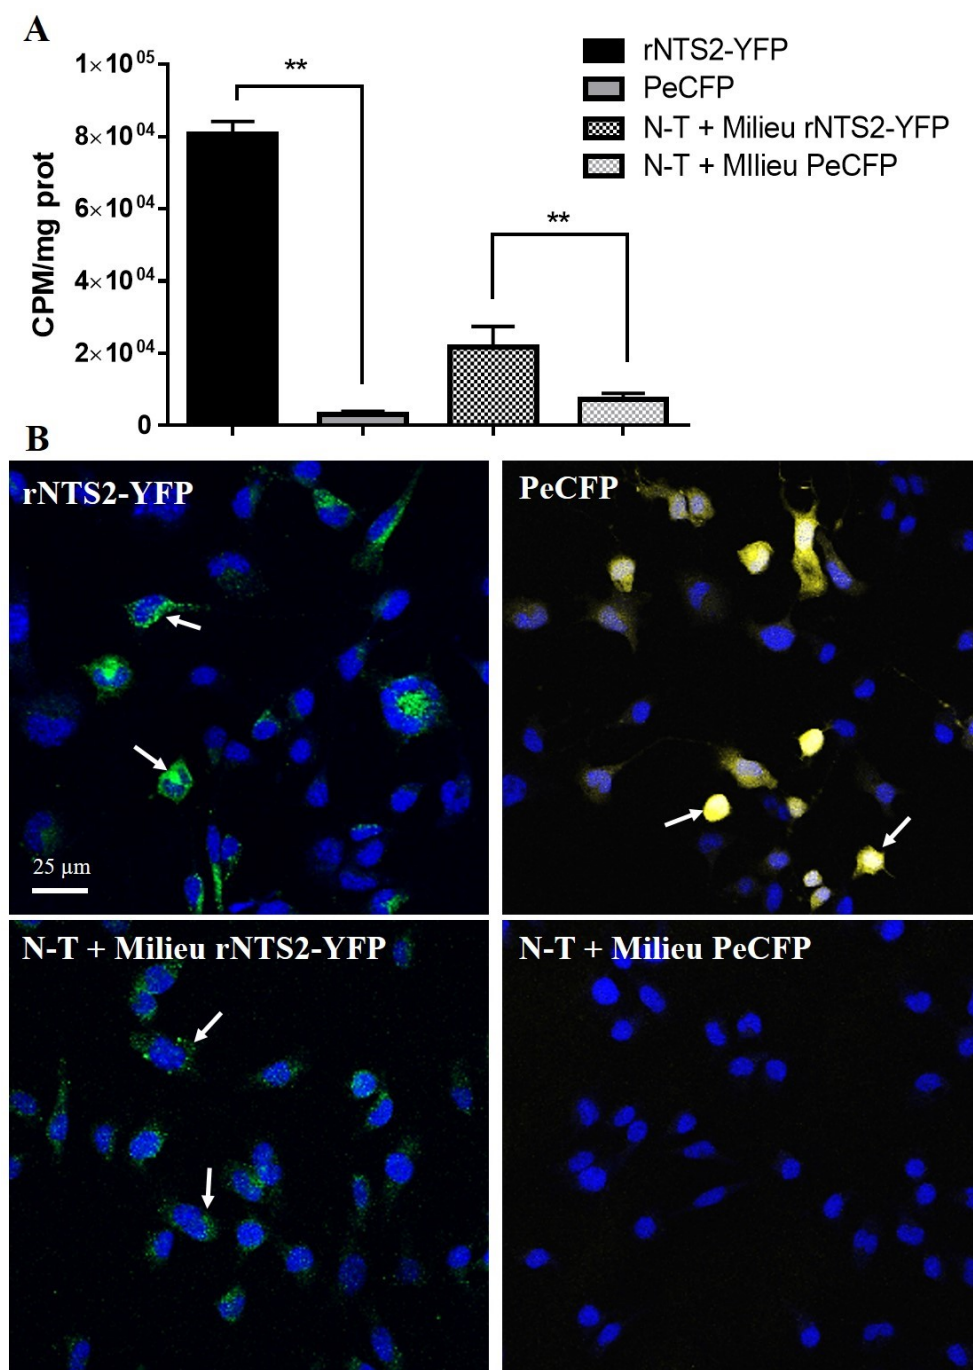 A
1×10⁰⁵
8×10⁰⁴
6×10⁰⁴
4×10⁰⁴
2×10⁰⁴
0
CPM/mg prot
**
**
rNTS2-YFP
PeCFP
N-T + Milieu rNTS2-YFP
N-T + MIlieu PeCFP
B
rNTS2-YFP
PeCFP
25 µm
N-T + Milieu rNTS2-YFP
N-T + Milieu PeCFP